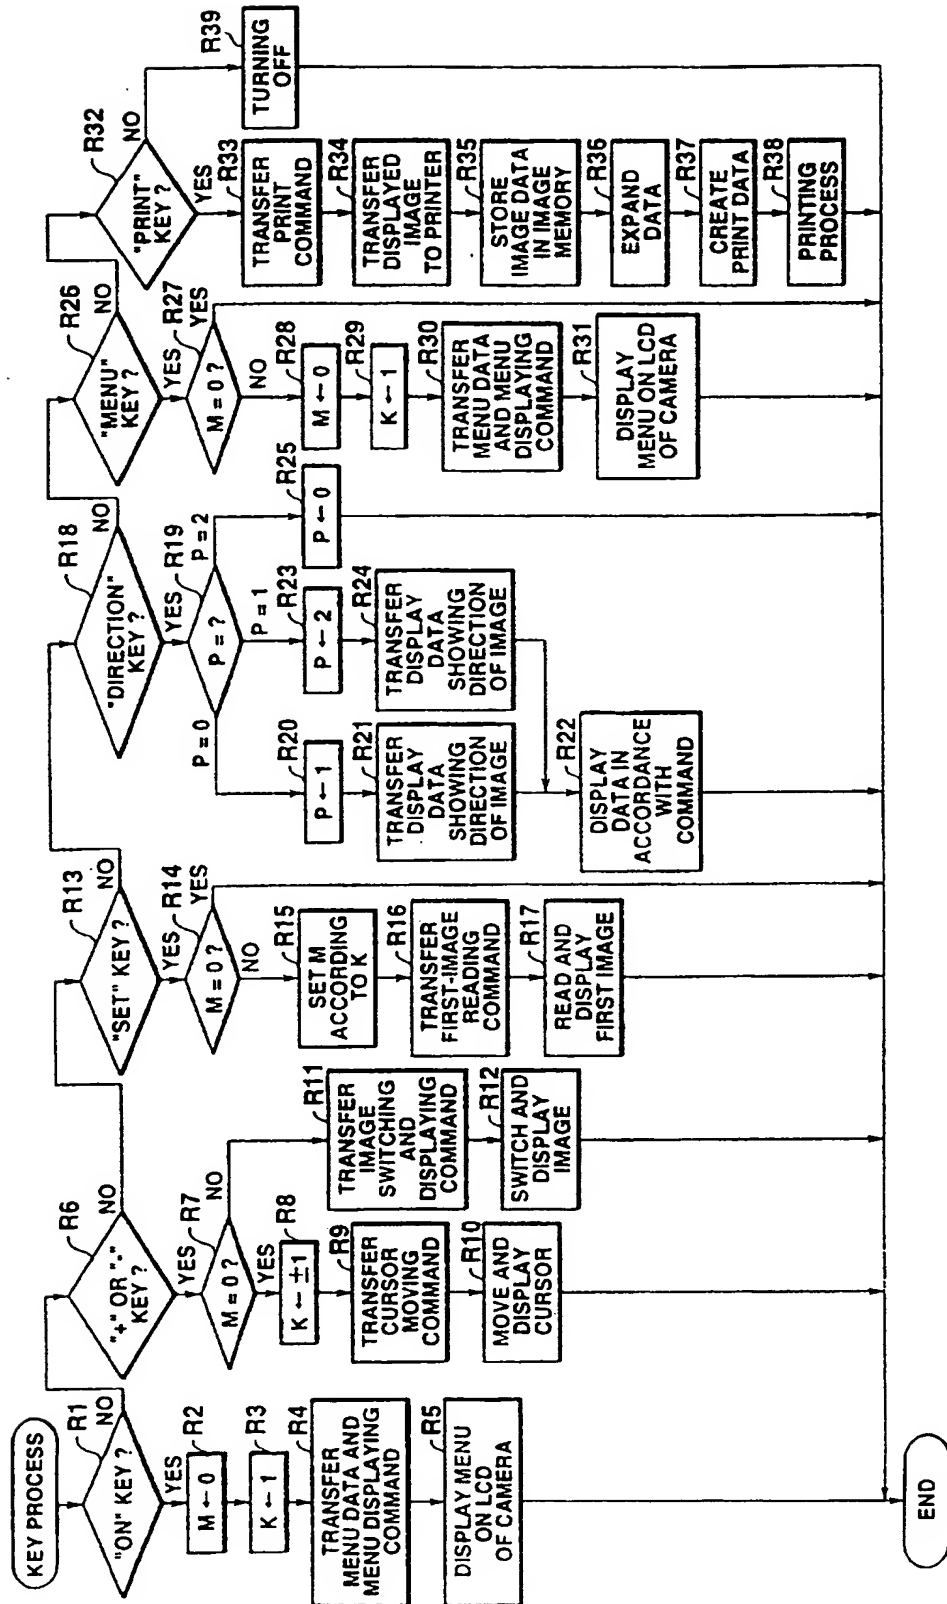 KEY PROCESS
R1
"ON" KEY ?
NO
YES
R2
M ← 0
R3
K ← 1
R4
TRANSFER
MENU DATA AND
MENU DISPLAYING
COMMAND
R5
DISPLAY MENU
ON LCD
OF CAMERA
R6
"+" OR "-"
KEY ?
NO
YES
R7
M = 0 ?
NO
YES
R8
K ← ±1
R9
TRANSFER
CURSOR
MOVING
COMMAND
R10
MOVE AND
DISPLAY
CURSOR
R11
TRANSFER
IMAGE
SWITCHING
AND
DISPLAYING
COMMAND
R12
SWITCH AND
DISPLAY
IMAGE
R13
"SET" KEY ?
NO
YES
R14
M = 0 ?
YES
NO
R15
SET M
ACCORDING
TO K
R16
TRANSFER
FIRST-IMAGE
READING
COMMAND
R17
READ AND
DISPLAY
FIRST IMAGE
R18
"DIRECTION"
KEY ?
NO
YES
R19
P = ?
P = 0
P = 1
P = 2
R20
P ← 1
R21
TRANSFER
DISPLAY
DATA
SHOWING
DIRECTION
OF IMAGE
R22
DISPLAY
DATA IN
ACCORDANCE
WITH
COMMAND
R23
P ← 2
R24
TRANSFER
DISPLAY
DATA
SHOWING
DIRECTION
OF IMAGE
R25
P ← 0
R26
"MENU"
KEY ?
NO
YES
R27
M = 0 ?
YES
NO
R28
M ← 0
R29
K ← 1
R30
TRANSFER
MENU DATA
AND MENU
DISPLAYING
COMMAND
R31
DISPLAY
MENU ON LCD
OF CAMERA
R32
"PRINT"
KEY ?
NO
YES
R33
TRANSFER
PRINT
COMMAND
R34
TRANSFER
DISPLAYED
IMAGE
TO PRINTER
R35
STORE
IMAGE DATA
IN IMAGE
MEMORY
R36
EXPAND
DATA
R37
CREATE
PRINT DATA
R38
PRINTING
PROCESS
R39
TURNING
OFF
END